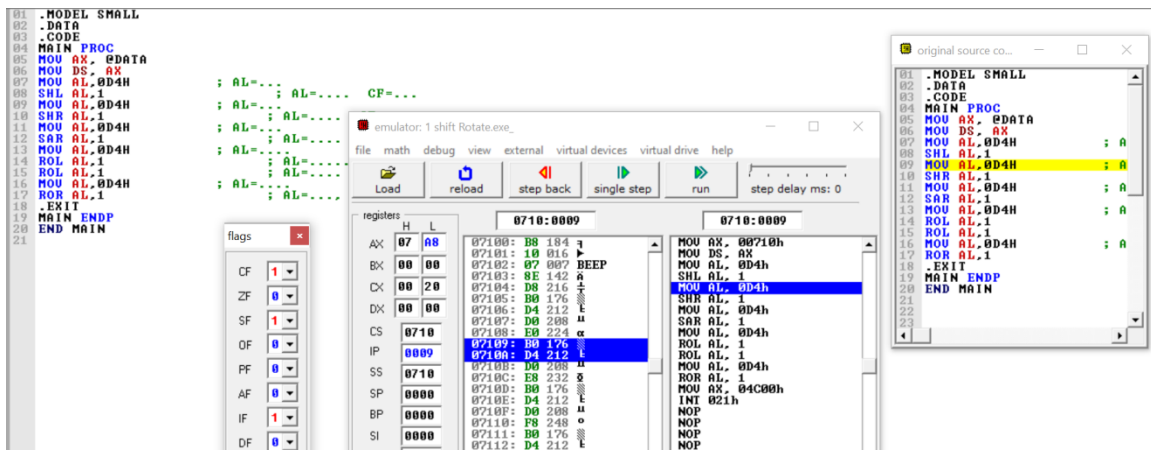 01 .MODEL SMALL
02 .DATA
03 .CODE
04 MAIN PROC
05 MOV AX, @DATA
06 MOV DS, AX
07 MOV AL,0D4H ; AL=...
08 SHL AL,1 ; AL=.... CF=...
09 MOV AL,0D4H ; AL=...
10 SHR AL,1
11 MOV AL,0D4H ; AL=...
12 SAR AL,1 ; AL=....
13 MOV AL,0D4H ; AL=...
14 ROL AL,1 ; AL=....
15 ROL AL,1 ; AL=....
16 MOV AL,0D4H ; AL=....
17 ROR AL,1 ; AL=...,
18 .EXIT
19 MAIN ENDP
20 END MAIN
21
flags
CF 1
ZF 0
SF 1
OF 0
PF 0
AF 0
IF 1
DF 0
emulator: 1 shift Rotate.exe_
file math debug view external virtual devices virtual drive help
Load reload step back single step run step delay ms: 0
registers
H L
AX 07 A8
BX 00 00
CX 00 20
DX 00 00
CS 0710
IP 0009
SS 0710
SP 0000
BP 0000
SI 0000
0710:0009
07100: B8 184 ╕
07101: 10 016 ►
07102: 07 007 BEEP
07103: 8E 142 Ä
07104: D8 216 ╪
07105: B0 176 ░
07106: D4 212 ╘
07107: D0 208 ╨
07108: E0 224 α
07109: B0 176 ░
0710A: D4 212 ╘
0710B: D0 208 ╨
0710C: E8 232 Φ
0710D: B0 176 ░
0710E: D4 212 ╘
0710F: D0 208 ╨
07110: F8 248 °
07111: B0 176 ░
07112: D4 212 ╘
0710:0009
MOV AX, 00710h
MOV DS, AX
MOV AL, 0D4h
SHL AL, 1
MOV AL, 0D4h
SHR AL, 1
MOV AL, 0D4h
SAR AL, 1
MOV AL, 0D4h
ROL AL, 1
ROL AL, 1
MOV AL, 0D4h
ROR AL, 1
MOV AX, 04C00h
INT 021h
NOP
NOP
NOP
NOP
original source co...
01 .MODEL SMALL
02 .DATA
03 .CODE
04 MAIN PROC
05 MOV AX, @DATA
06 MOV DS, AX
07 MOV AL,0D4H ; A
08 SHL AL,1
09 MOV AL,0D4H ; A
10 SHR AL,1
11 MOV AL,0D4H ; A
12 SAR AL,1
13 MOV AL,0D4H ; A
14 ROL AL,1
15 ROL AL,1
16 MOV AL,0D4H ; A
17 ROR AL,1
18 .EXIT
19 MAIN ENDP
20 END MAIN
21
22
23